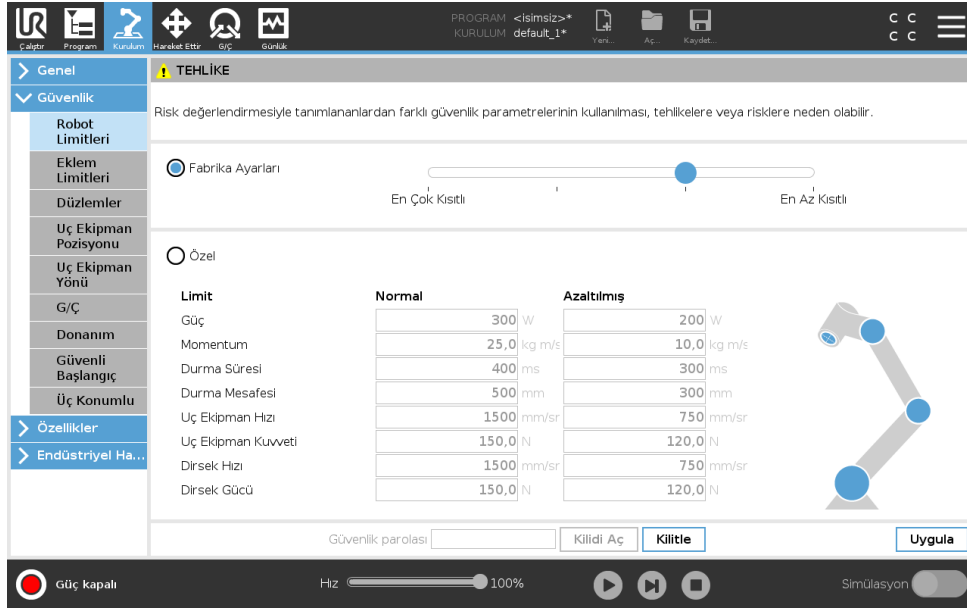 UR
PROGRAM <isimsiz>*
KURULUM default_1*
C C
C C
Çalıştır Program Kurulum Hareket Ettir G/Ç Günlük Yeni... Aç... Kaydet...
Genel
Güvenlik
Robot
Limitleri
Eklem
Limitleri
Düzlemler
Uç Ekipman
Pozisyonu
Uç Ekipman
Yönü
G/Ç
Donanım
Güvenli
Başlangıç
Üç Konumlu
Özellikler
Endüstriyel Ha...
TEHLİKE
Risk değerlendirmesiyle tanımlananlardan farklı güvenlik parametrelerinin kullanılması, tehlikelere veya risklere neden olabilir.
Fabrika Ayarları
En Çok Kısıtlı En Az Kısıtlı
Özel
Limit Normal Azaltılmış
Güç 300 W 200 W
Momentum 25,0 kg m/s 10,0 kg m/s
Durma Süresi 400 ms 300 ms
Durma Mesafesi 500 mm 300 mm
Uç Ekipman Hızı 1500 mm/sr 750 mm/sr
Uç Ekipman Kuvveti 150,0 N 120,0 N
Dirsek Hızı 1500 mm/sr 750 mm/sr
Dirsek Gücü 150,0 N 120,0 N
Güvenlik parolası Kilidi Aç Kilitle Uygula
Güç kapalı Hız 100% Simülasyon